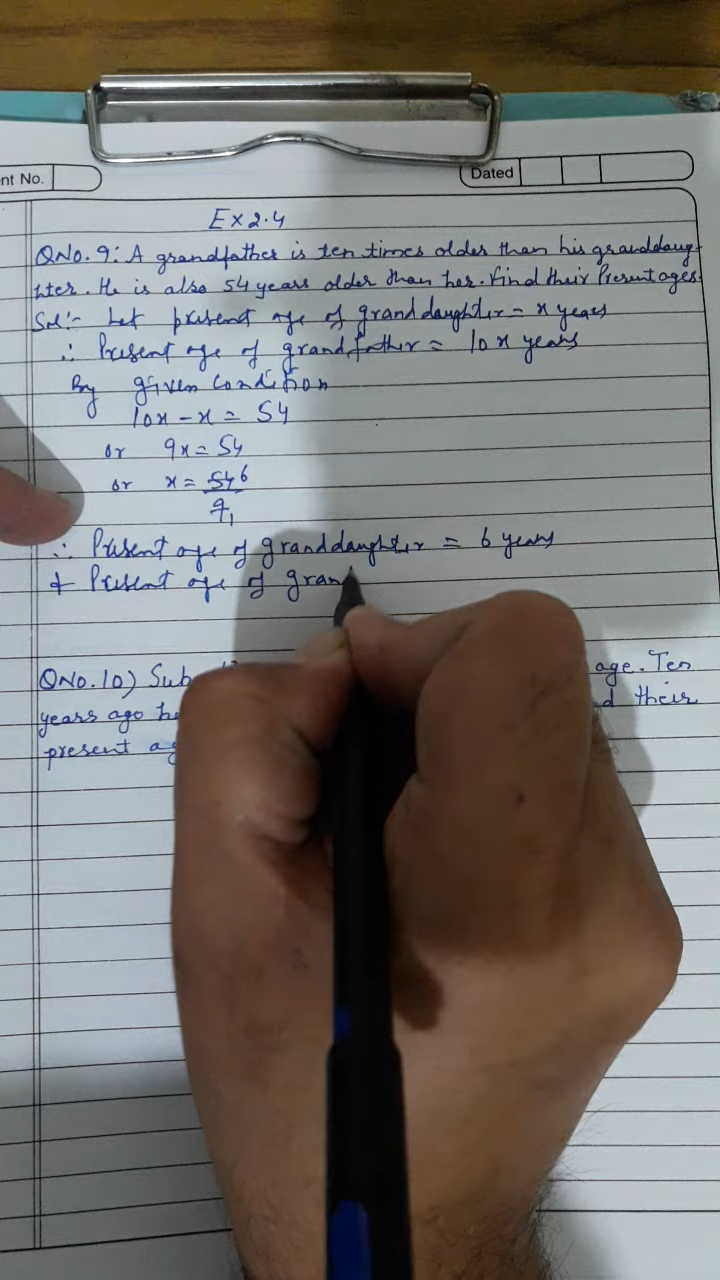 nt No.
Dated
Ex 2.4
QNo. 9: A grandfather is ten times older than his granddaug-
hter. He is also 54 years older than her. Find their Present ages
Sol:- Let present age of granddaughter = x years
∴ Present age of grandfather = 10x years
By given condition
10x - x = 54
or 9x = 54
or x = 54 6
9 1
∴ Present age of granddaughter = 6 years
& Present age of gran
QNo. 10) Sub age. Ten
years ago h d their
present ag